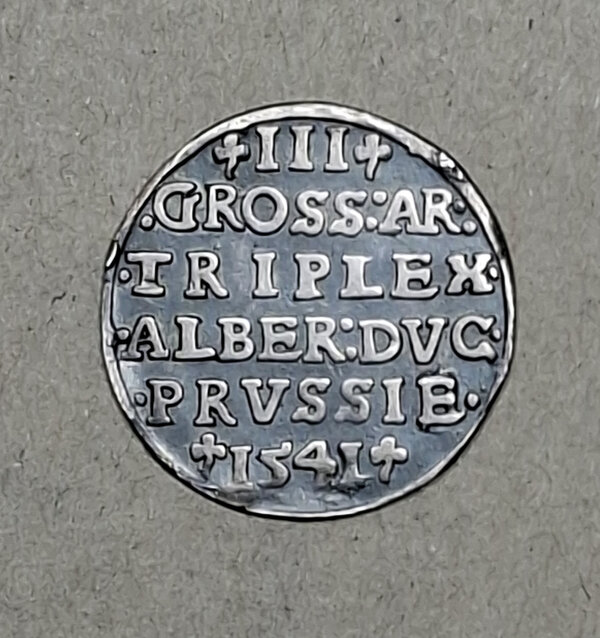 ✤III✤
·GROSS:AR:
·TRIPLEX·
·ALBER:DVC·
·PRVSSIE·
✤1541✤